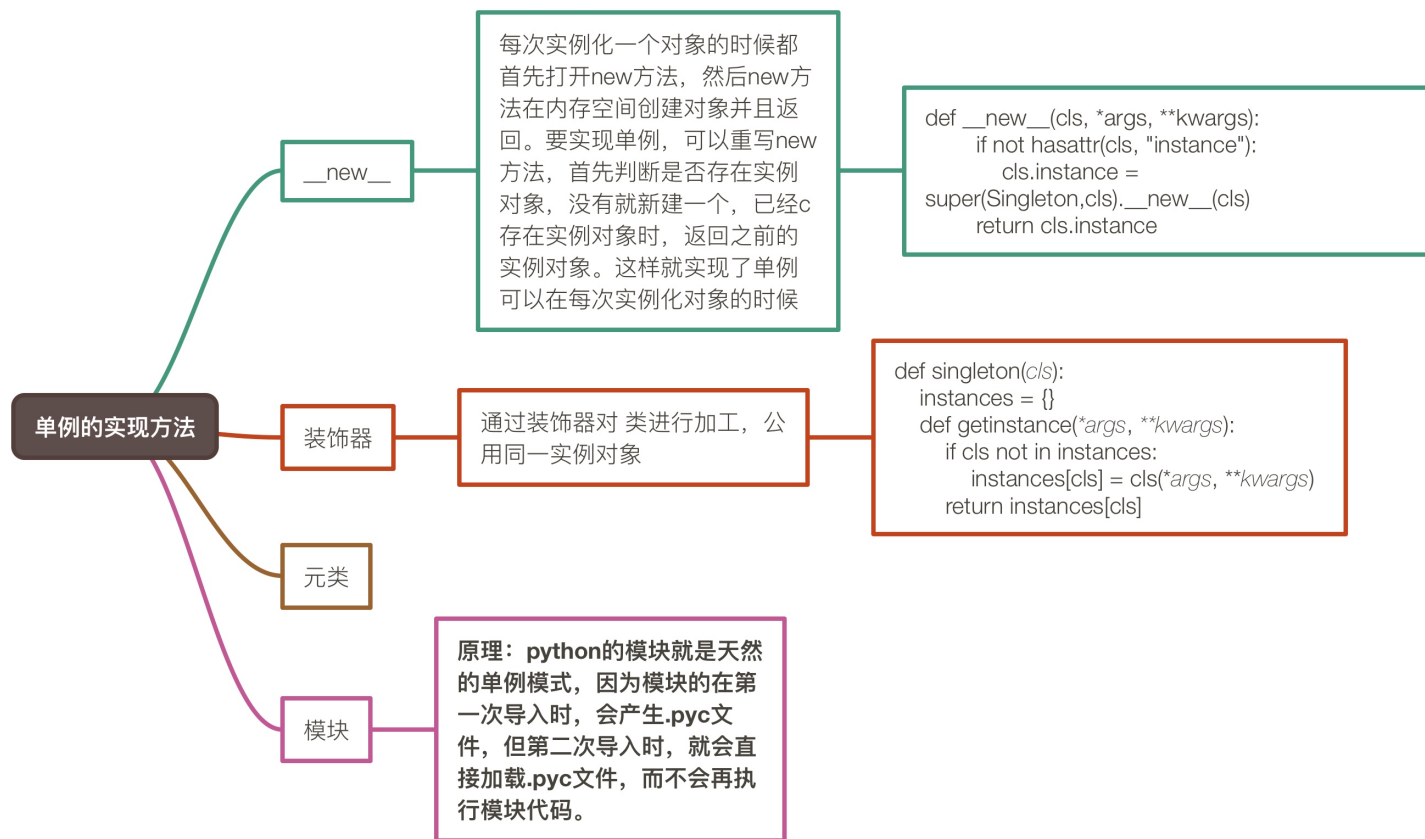 每次实例化一个对象的时候都
首先打开new方法，然后new方
法在内存空间创建对象并且返
回。要实现单例，可以重写new
方法，首先判断是否存在实例
对象，没有就新建一个，已经c
存在实例对象时，返回之前的
实例对象。这样就实现了单例
可以在每次实例化对象的时候
__new__
def __new__(cls, *args, **kwargs):
if not hasattr(cls, "instance"):
cls.instance =
super(Singleton,cls).__new__(cls)
return cls.instance
单例的实现方法
装饰器
通过装饰器对 类进行加工，公
用同一实例对象
def singleton(cls):
instances = {}
def getinstance(*args, **kwargs):
if cls not in instances:
instances[cls] = cls(*args, **kwargs)
return instances[cls]
元类
模块
原理：python的模块就是天然
的单例模式，因为模块的在第
一次导入时，会产生.pyc文
件，但第二次导入时，就会直
接加载.pyc文件，而不会再执
行模块代码。